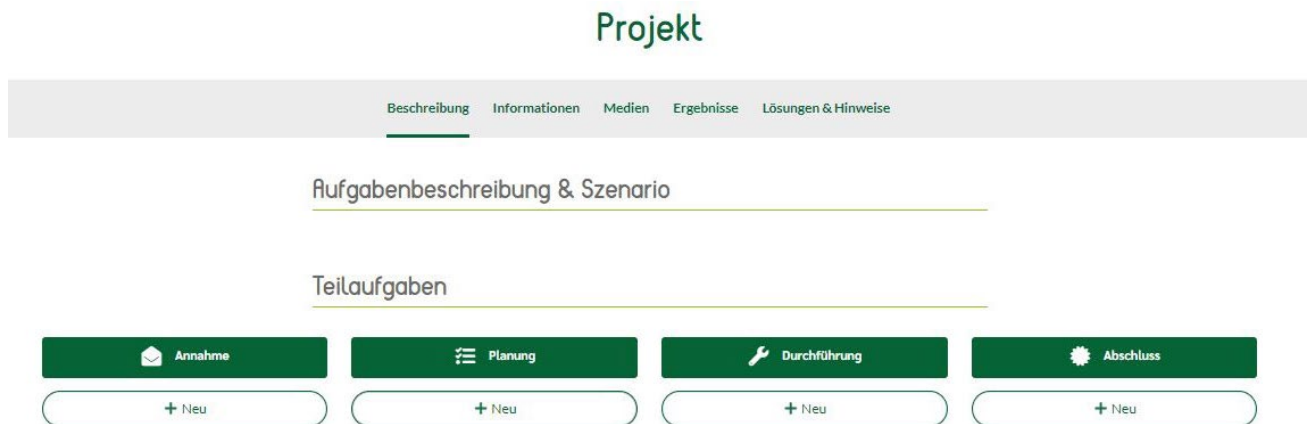 Projekt
Beschreibung Informationen Medien Ergebnisse Lösungen & Hinweise
Aufgabenbeschreibung & Szenario
Teilaufgaben
Annahme Planung Durchführung Abschluss
+ Neu + Neu + Neu + Neu